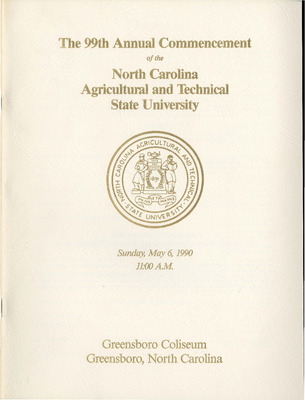 The 99th Annual Commencement
of the
North Carolina
Agricultural and Technical
State University
NORTH CAROLINA AGRICULTURAL AND TECHNICAL
STATE UNIVERSITY
Sunday, May 6, 1990
11:00 A.M.
Greensboro Coliseum
Greensboro, North Carolina